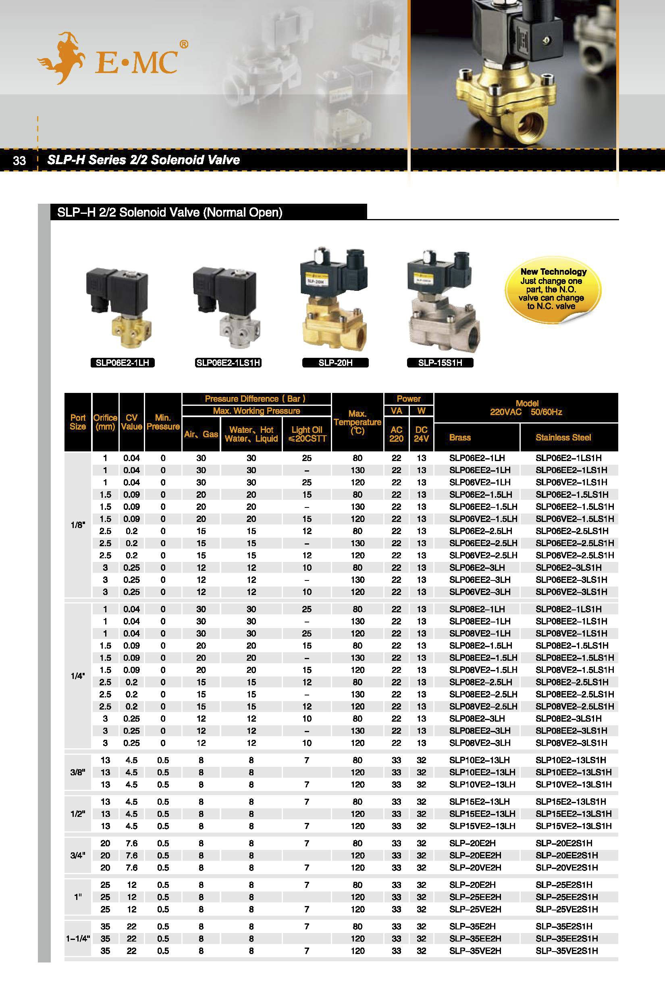 E•MC®
33 SLP-H Series 2/2 Solenoid Valve
SLP–H 2/2 Solenoid Valve (Normal Open)
New Technology
Just change one
part, the N.O.
valve can change
to N.C. valve
SLP-20H
SLP06E2-1LH SLP06E2-1LS1H SLP-20H SLP-15S1H
Port Size Orifice (mm) CV Value Min. Pressure Pressure Difference ( Bar ) Max. Temperature (℃) Power Model 220VAC 50/60Hz
Max. Working Pressure VA W
Air、Gas Water、Hot Water、Liquid Light Oil ≤20CSTT AC 220 DC 24V Brass Stainless Steel
1/8"
1 0.04 0 30 30 25 80 22 13 SLP06E2–1LH SLP06E2–1LS1H
1 0.04 0 30 30 – 130 22 13 SLP06EE2–1LH SLP06EE2–1LS1H
1 0.04 0 30 30 25 120 22 13 SLP06VE2–1LH SLP06VE2–1LS1H
1.5 0.09 0 20 20 15 80 22 13 SLP06E2–1.5LH SLP06E2–1.5LS1H
1.5 0.09 0 20 20 – 130 22 13 SLP06EE2–1.5LH SLP06EE2–1.5LS1H
1.5 0.09 0 20 20 15 120 22 13 SLP06VE2–1.5LH SLP06VE2–1.5LS1H
2.5 0.2 0 15 15 12 80 22 13 SLP06E2–2.5LH SLP06E2–2.5LS1H
2.5 0.2 0 15 15 – 130 22 13 SLP06EE2–2.5LH SLP06EE2–2.5LS1H
2.5 0.2 0 15 15 12 120 22 13 SLP06VE2–2.5LH SLP06VE2–2.5LS1H
3 0.25 0 12 12 10 80 22 13 SLP06E2–3LH SLP06E2–3LS1H
3 0.25 0 12 12 – 130 22 13 SLP06EE2–3LH SLP06EE2–3LS1H
3 0.25 0 12 12 10 120 22 13 SLP06VE2–3LH SLP06VE2–3LS1H
1/4"
1 0.04 0 30 30 25 80 22 13 SLP08E2–1LH SLP08E2–1LS1H
1 0.04 0 30 30 – 130 22 13 SLP08EE2–1LH SLP08EE2–1LS1H
1 0.04 0 30 30 25 120 22 13 SLP08VE2–1LH SLP08VE2–1LS1H
1.5 0.09 0 20 20 15 80 22 13 SLP08E2–1.5LH SLP08E2–1.5LS1H
1.5 0.09 0 20 20 – 130 22 13 SLP08EE2–1.5LH SLP08EE2–1.5LS1H
1.5 0.09 0 20 20 15 120 22 13 SLP08VE2–1.5LH SLP08VE2–1.5LS1H
2.5 0.2 0 15 15 12 80 22 13 SLP08E2–2.5LH SLP08E2–2.5LS1H
2.5 0.2 0 15 15 – 130 22 13 SLP08EE2–2.5LH SLP08EE2–2.5LS1H
2.5 0.2 0 15 15 12 120 22 13 SLP08VE2–2.5LH SLP08VE2–2.5LS1H
3 0.25 0 12 12 10 80 22 13 SLP08E2–3LH SLP08E2–3LS1H
3 0.25 0 12 12 – 130 22 13 SLP08EE2–3LH SLP08EE2–3LS1H
3 0.25 0 12 12 10 120 22 13 SLP08VE2–3LH SLP08VE2–3LS1H
3/8"
13 4.5 0.5 8 8 7 80 33 32 SLP10E2–13LH SLP10E2–13LS1H
13 4.5 0.5 8 8 120 33 32 SLP10EE2–13LH SLP10EE2–13LS1H
13 4.5 0.5 8 8 7 120 33 32 SLP10VE2–13LH SLP10VE2–13LS1H
1/2"
13 4.5 0.5 8 8 7 80 33 32 SLP15E2–13LH SLP15E2–13LS1H
13 4.5 0.5 8 8 120 33 32 SLP15EE2–13LH SLP15EE2–13LS1H
13 4.5 0.5 8 8 7 120 33 32 SLP15VE2–13LH SLP15VE2–13LS1H
3/4"
20 7.6 0.5 8 8 7 80 33 32 SLP–20E2H SLP–20E2S1H
20 7.6 0.5 8 8 120 33 32 SLP–20EE2H SLP–20EE2S1H
20 7.6 0.5 8 8 7 120 33 32 SLP–20VE2H SLP–20VE2S1H
1"
25 12 0.5 8 8 7 80 33 32 SLP–20E2H SLP–25E2S1H
25 12 0.5 8 8 120 33 32 SLP–25EE2H SLP–25EE2S1H
25 12 0.5 8 8 7 120 33 32 SLP–25VE2H SLP–25VE2S1H
1–1/4"
35 22 0.5 8 8 7 80 33 32 SLP–35E2H SLP–35E2S1H
35 22 0.5 8 8 120 33 32 SLP–35EE2H SLP–35EE2S1H
35 22 0.5 8 8 7 120 33 32 SLP–35VE2H SLP–35VE2S1H